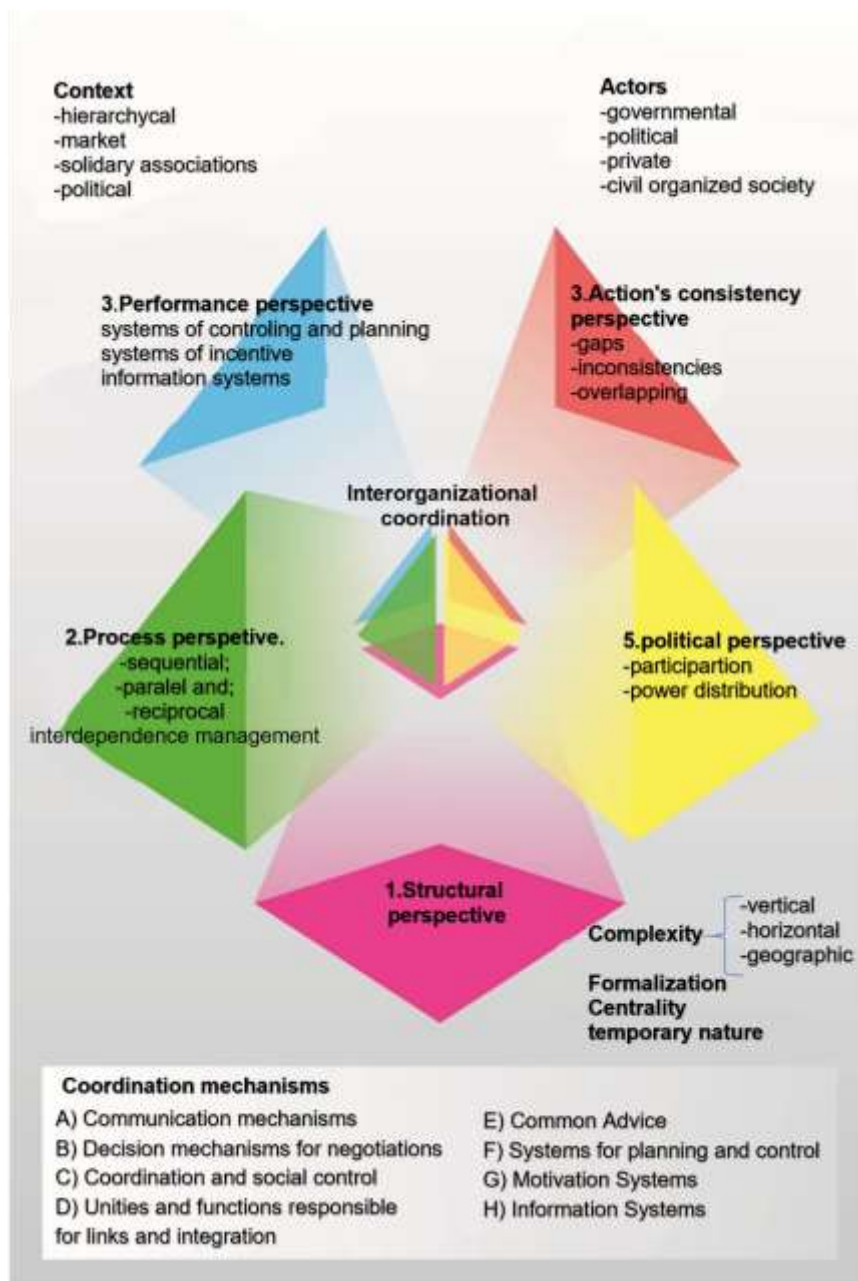 Context
-hierarchycal
-market
-solidary associations
-political
Actors
-governmental
-political
-private
-civil organized society
3.Performance perspective
systems of controling and planning
systems of incentive
information systems
3.Action's consistency
perspective
-gaps
-inconsistencies
-overlapping
Interorganizational
coordination
2.Process perspetive.
-sequential;
-paralel and;
-reciprocal
interdependence management
5.political perspective
-participartion
-power distribution
1.Structural
perspective
Complexity
-vertical
-horizontal
-geographic
Formalization
Centrality
temporary nature
Coordination mechanisms
A) Communication mechanisms
B) Decision mechanisms for negotiations
C) Coordination and social control
D) Unities and functions responsible
for links and integration
E) Common Advice
F) Systems for planning and control
G) Motivation Systems
H) Information Systems